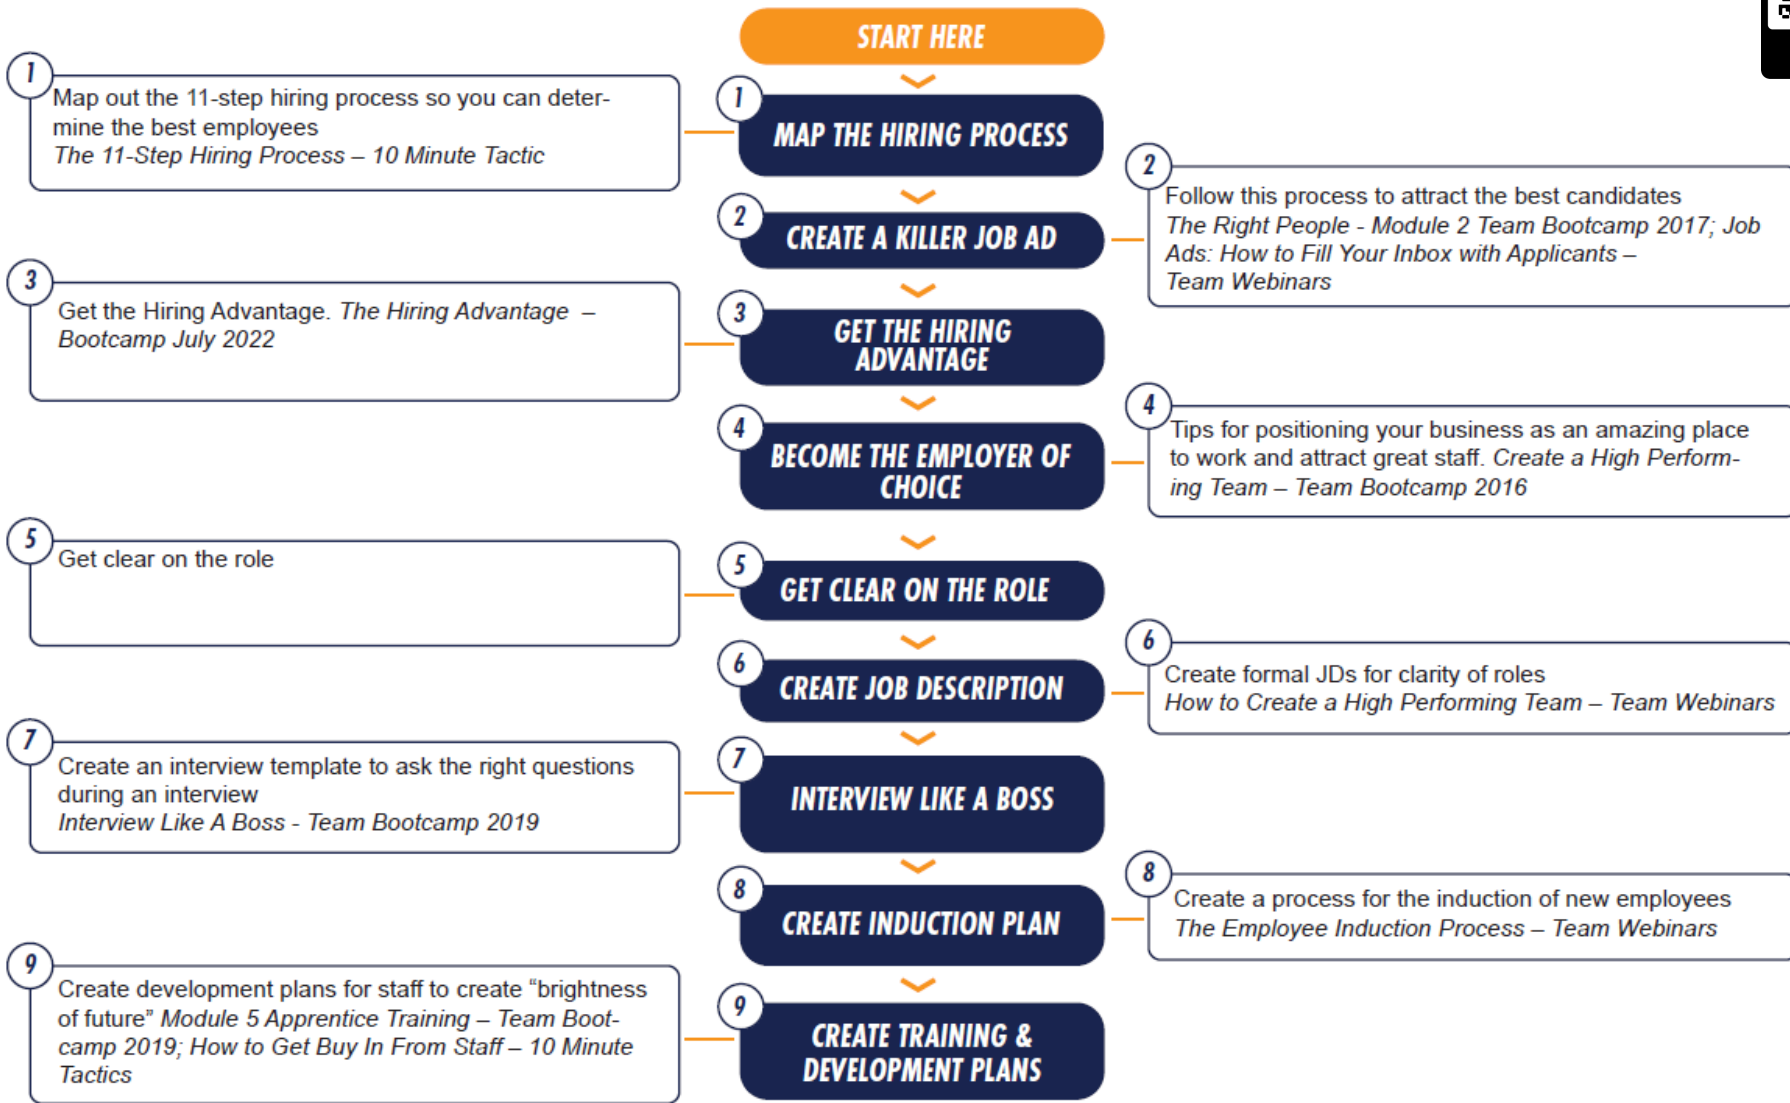 START HERE
1
Map out the 11-step hiring process so you can deter-
mine the best employees
The 11-Step Hiring Process – 10 Minute Tactic
1
MAP THE HIRING PROCESS
2
CREATE A KILLER JOB AD
2
Follow this process to attract the best candidates
The Right People - Module 2 Team Bootcamp 2017; Job
Ads: How to Fill Your Inbox with Applicants –
Team Webinars
3
Get the Hiring Advantage. The Hiring Advantage –
Bootcamp July 2022
3
GET THE HIRING
ADVANTAGE
4
BECOME THE EMPLOYER OF
CHOICE
4
Tips for positioning your business as an amazing place
to work and attract great staff. Create a High Perform-
ing Team – Team Bootcamp 2016
5
Get clear on the role
5
GET CLEAR ON THE ROLE
6
CREATE JOB DESCRIPTION
6
Create formal JDs for clarity of roles
How to Create a High Performing Team – Team Webinars
7
Create an interview template to ask the right questions
during an interview
Interview Like A Boss - Team Bootcamp 2019
7
INTERVIEW LIKE A BOSS
8
CREATE INDUCTION PLAN
8
Create a process for the induction of new employees
The Employee Induction Process – Team Webinars
9
Create development plans for staff to create “brightness
of future” Module 5 Apprentice Training – Team Boot-
camp 2019; How to Get Buy In From Staff – 10 Minute
Tactics
9
CREATE TRAINING &
DEVELOPMENT PLANS